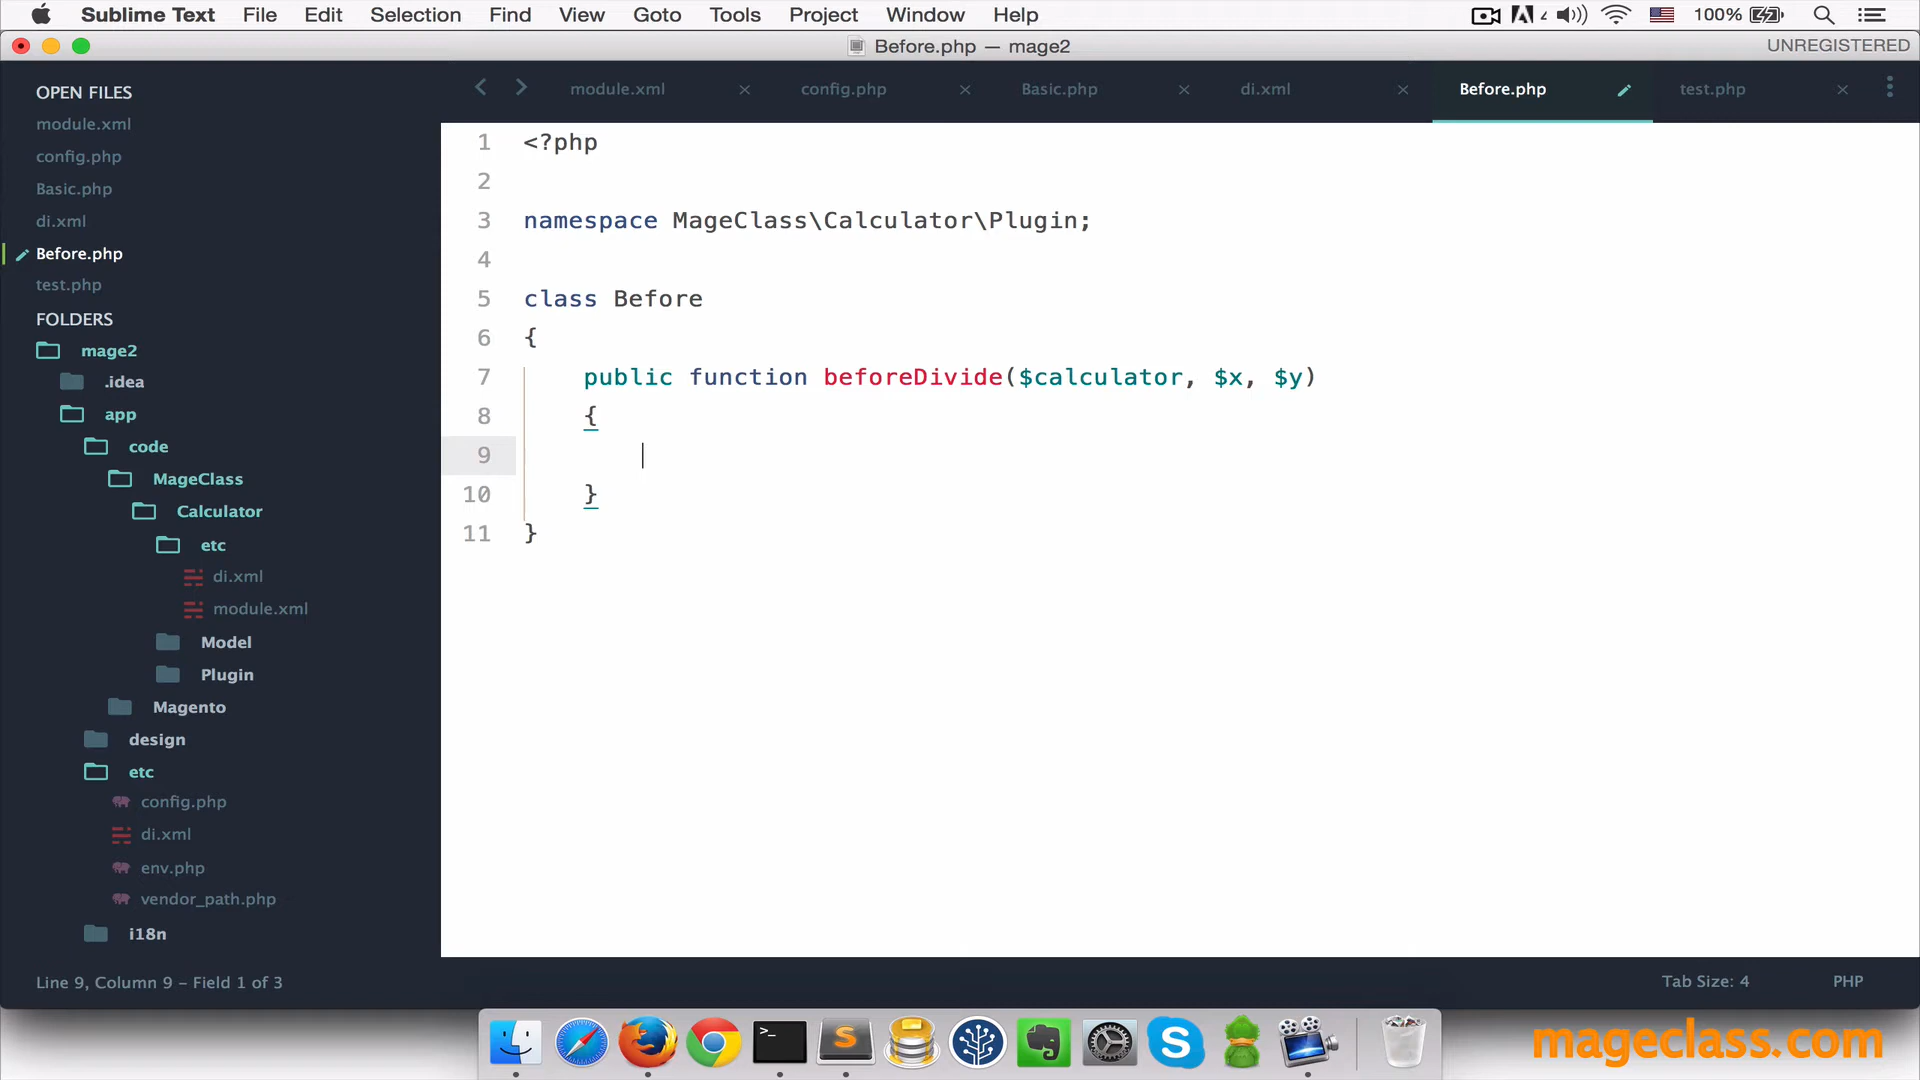 Sublime Text File Edit Selection Find View Goto Tools Project Window Help 4 100%
Before.php — mage2 UNREGISTERED
OPEN FILES
module.xml
config.php
Basic.php
di.xml
Before.php
test.php
FOLDERS
mage2
.idea
app
code
MageClass
Calculator
etc
di.xml
module.xml
Model
Plugin
Magento
design
etc
config.php
di.xml
env.php
vendor_path.php
i18n
module.xml config.php Basic.php di.xml Before.php test.php
1 <?php
2
3 namespace MageClass\Calculator\Plugin;
4
5 class Before
6 {
7 public function beforeDivide($calculator, $x, $y)
8 {
9
10 }
11 }
Line 9, Column 9 – Field 1 of 3 Tab Size: 4 PHP
mageclass.com